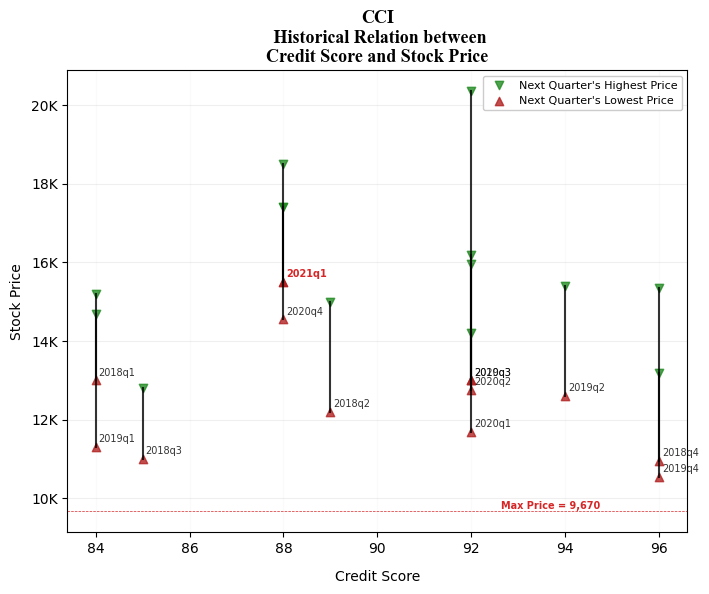 CCI
Historical Relation between
Credit Score and Stock Price
Next Quarter's Highest Price
Next Quarter's Lowest Price
Stock Price
20K
18K
16K
14K
12K
10K
2021q1
2020q4
2018q1
2020q3
2020q2
2019q2
2018q2
2020q1
2019q1
2018q3
2018q4
2019q4
Max Price = 9,670
84
86
88
90
92
94
96
Credit Score